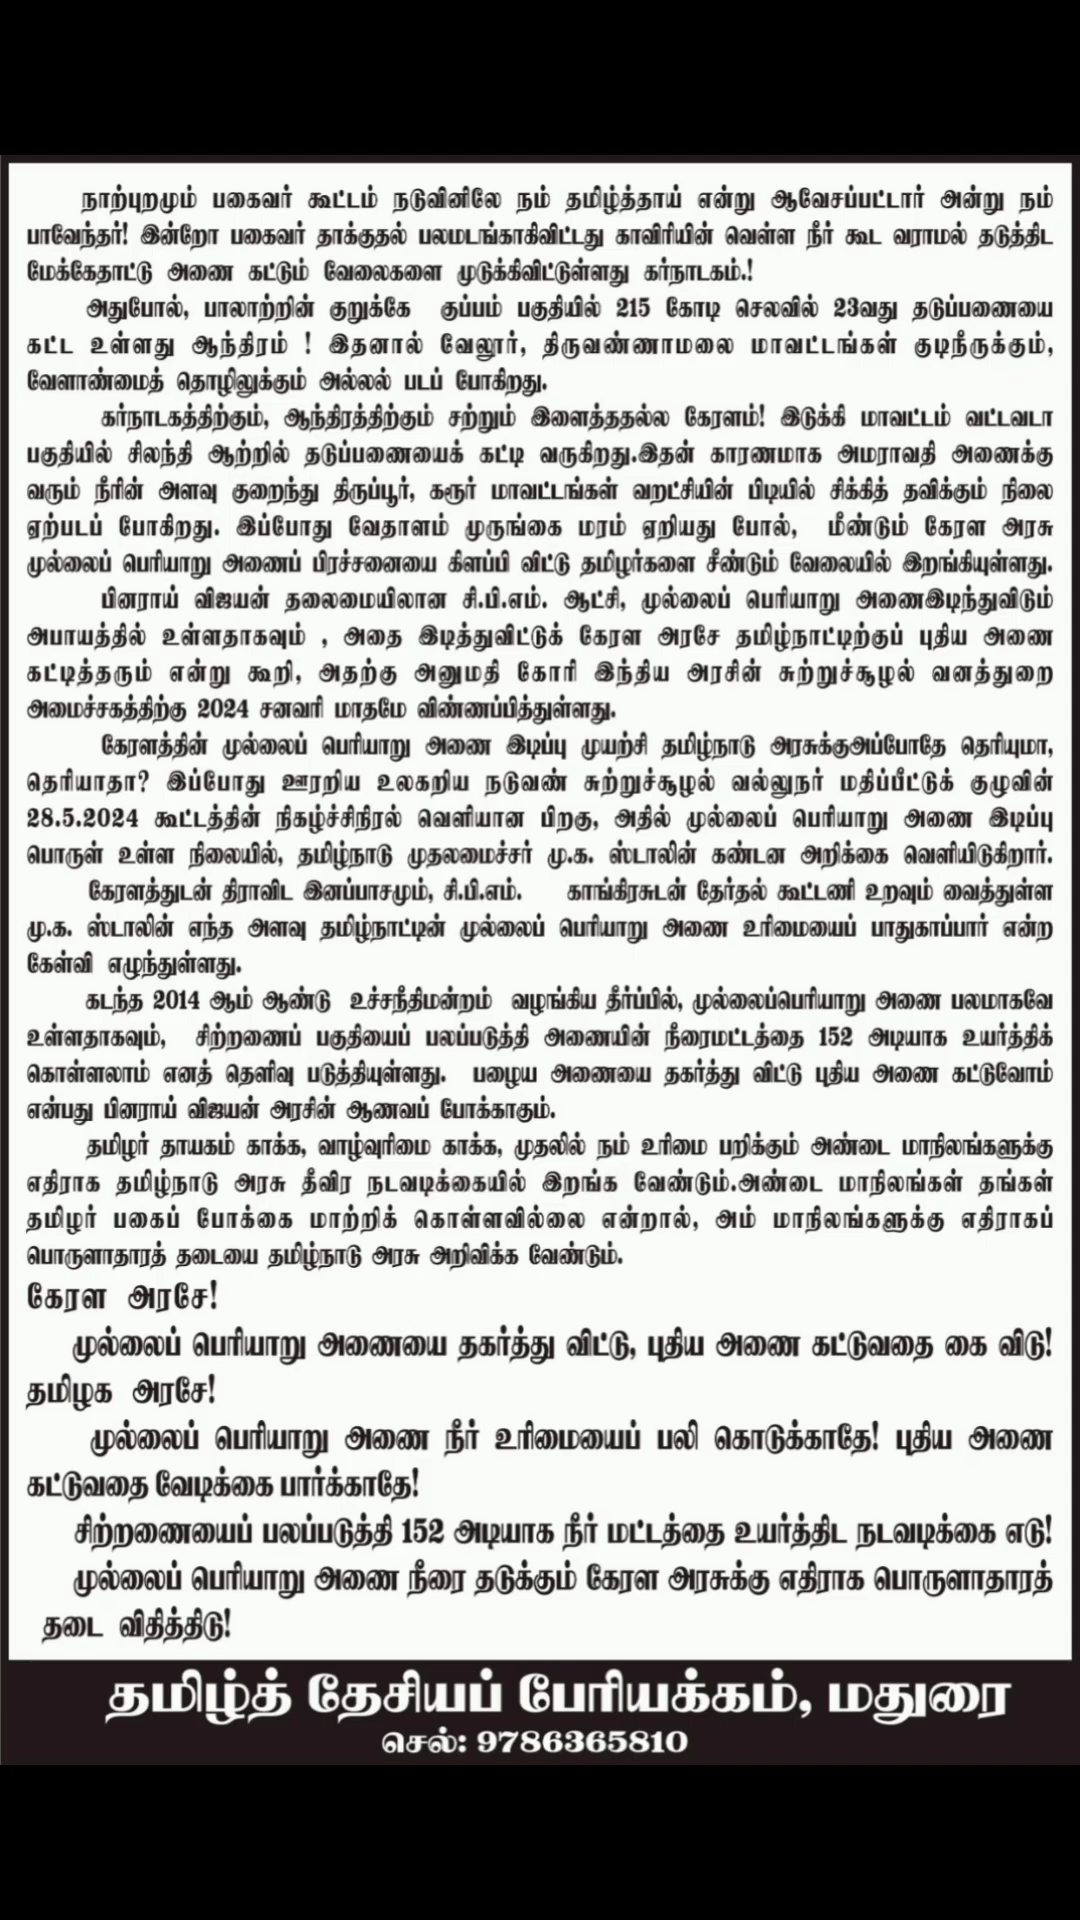 நாற்புறமும் பகைவர் கூட்டம் நடுவினிலே நம் தமிழ்த்தாய் என்று ஆவேசப்பட்டார் அன்று நம்
பாவேந்தர்! இன்றோ பகைவர் தாக்குதல் பலமடங்காகிவிட்டது காவிரியின் வெள்ள நீர் கூட வராமல் தடுத்திட
மேக்கேதாட்டு அணை கட்டும் வேலைகளை முடுக்கிவிட்டுள்ளது கர்நாடகம்.!
அதுபோல், பாலாற்றின் குறுக்கே குப்பம் பகுதியில் 215 கோடி செலவில் 23வது தடுப்பணையை
கட்ட உள்ளது ஆந்திரம் ! இதனால் வேலூர், திருவண்ணாமலை மாவட்டங்கள் குடிநீருக்கும்,
வேளாண்மைத் தொழிலுக்கும் அல்லல் படப் போகிறது.
கர்நாடகத்திற்கும், ஆந்திரத்திற்கும் சற்றும் இளைத்ததல்ல கேரளம்! இடுக்கி மாவட்டம் வட்டவடா
பகுதியில் சிலந்தி ஆற்றில் தடுப்பணையைக் கட்டி வருகிறது.இதன் காரணமாக அமராவதி அணைக்கு
வரும் நீரின் அளவு குறைந்து திருப்பூர், கரூர் மாவட்டங்கள் வறட்சியின் பிடியில் சிக்கித் தவிக்கும் நிலை
ஏற்படப் போகிறது. இப்போது வேதாளம் முருங்கை மரம் ஏறியது போல், மீண்டும் கேரள அரசு
முல்லைப் பெரியாறு அணைப் பிரச்சனையை கிளப்பி விட்டு தமிழர்களை சீண்டும் வேலையில் இறங்கியுள்ளது.
பினராய் விஜயன் தலைமையிலான சி.பி.எம். ஆட்சி, முல்லைப் பெரியாறு அணைஇடிந்துவிடும்
அபாயத்தில் உள்ளதாகவும் , அதை இடித்துவிட்டுக் கேரள அரசே தமிழ்நாட்டிற்குப் புதிய அணை
கட்டித்தரும் என்று கூறி, அதற்கு அனுமதி கோரி இந்திய அரசின் சுற்றுச்சூழல் வனத்துறை
அமைச்சகத்திற்கு 2024 சனவரி மாதமே விண்ணப்பித்துள்ளது.
கேரளத்தின் முல்லைப் பெரியாறு அணை இடிப்பு முயற்சி தமிழ்நாடு அரசுக்குஅப்போதே தெரியுமா,
தெரியாதா? இப்போது ஊரறிய உலகறிய நடுவண் சுற்றுச்சூழல் வல்லுநர் மதிப்பீட்டுக் குழுவின்
28.5.2024 கூட்டத்தின் நிகழ்ச்சிநிரல் வெளியான பிறகு, அதில் முல்லைப் பெரியாறு அணை இடிப்பு
பொருள் உள்ள நிலையில், தமிழ்நாடு முதலமைச்சர் மு.க. ஸ்டாலின் கண்டன அறிக்கை வெளியிடுகிறார்.
கேரளத்துடன் திராவிட இனப்பாசமும், சி.பி.எம். காங்கிரசுடன் தேர்தல் கூட்டணி உறவும் வைத்துள்ள
மு.க. ஸ்டாலின் எந்த அளவு தமிழ்நாட்டின் முல்லைப் பெரியாறு அணை உரிமையைப் பாதுகாப்பார் என்ற
கேள்வி எழுந்துள்ளது.
கடந்த 2014 ஆம் ஆண்டு உச்சநீதிமன்றம் வழங்கிய தீர்ப்பில், முல்லைப்பெரியாறு அணை பலமாகவே
உள்ளதாகவும், சிற்றணைப் பகுதியைப் பலப்படுத்தி அணையின் நீரைமட்டத்தை 152 அடியாக உயர்த்திக்
கொள்ளலாம் எனத் தெளிவு படுத்தியுள்ளது. பழைய அணையை தகர்த்து விட்டு புதிய அணை கட்டுவோம்
என்பது பினராய் விஜயன் அரசின் ஆணவப் போக்காகும்.
தமிழர் தாயகம் காக்க, வாழ்வுரிமை காக்க, முதலில் நம் உரிமை பறிக்கும் அண்டை மாநிலங்களுக்கு
எதிராக தமிழ்நாடு அரசு தீவிர நடவடிக்கையில் இறங்க வேண்டும்.அண்டை மாநிலங்கள் தங்கள்
தமிழர் பகைப் போக்கை மாற்றிக் கொள்ளவில்லை என்றால், அம் மாநிலங்களுக்கு எதிராகப்
பொருளாதாரத் தடையை தமிழ்நாடு அரசு அறிவிக்க வேண்டும்.
கேரள அரசே!
முல்லைப் பெரியாறு அணையை தகர்த்து விட்டு, புதிய அணை கட்டுவதை கை விடு!
தமிழக அரசே!
முல்லைப் பெரியாறு அணை நீர் உரிமையைப் பலி கொடுக்காதே! புதிய அணை
கட்டுவதை வேடிக்கை பார்க்காதே!
சிற்றணையைப் பலப்படுத்தி 152 அடியாக நீர் மட்டத்தை உயர்த்திட நடவடிக்கை எடு!
முல்லைப் பெரியாறு அணை நீரை தடுக்கும் கேரள அரசுக்கு எதிராக பொருளாதாரத்
தடை விதித்திடு!
தமிழ்த் தேசியப் பேரியக்கம், மதுரை
செல்: 9786365810